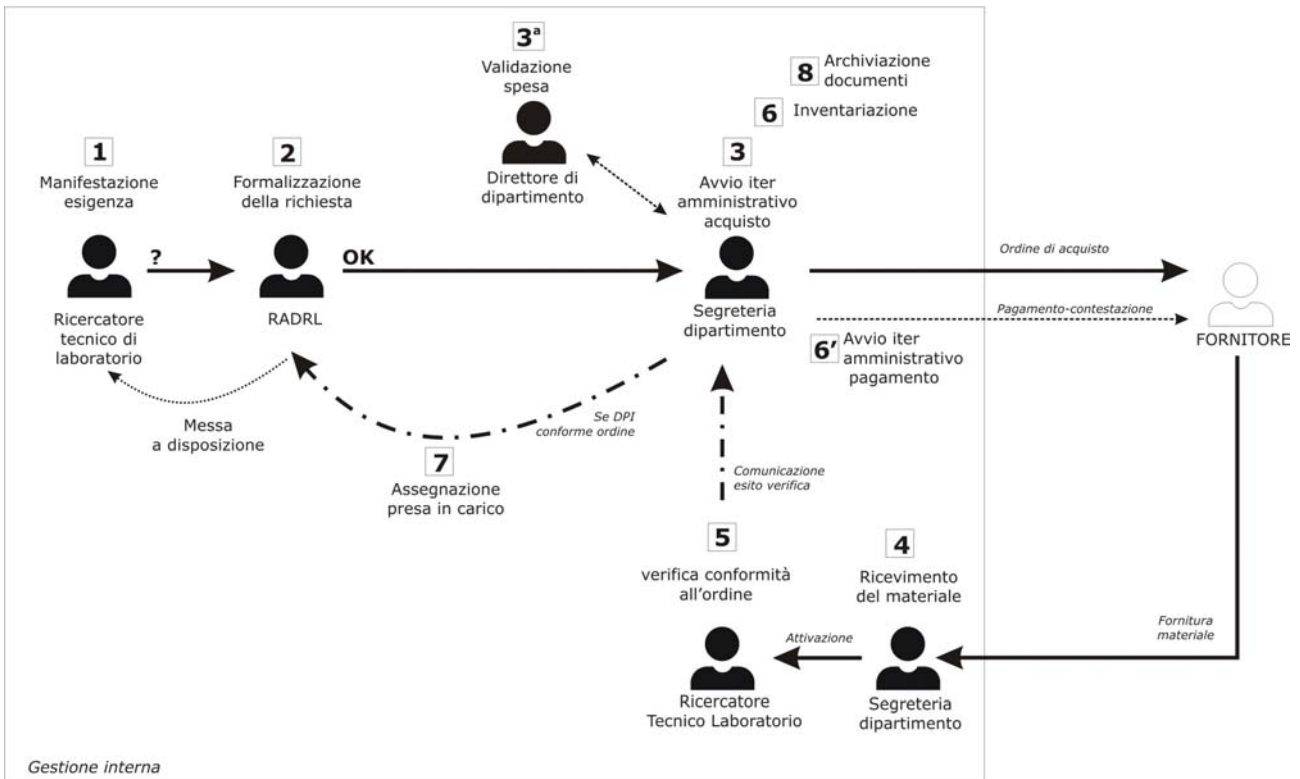 3ª
Validazione
spesa
Direttore di
dipartimento
8 Archiviazione
documenti
6 Inventariazione
1
Manifestazione
esigenza
?
Ricercatore
tecnico di
laboratorio
2
Formalizzazione
della richiesta
OK
RADRL
3
Avvio iter
amministrativo
acquisto
Segreteria
dipartimento
Ordine di acquisto
Pagamento-contestazione
FORNITORE
6’ Avvio iter
amministrativo
pagamento
Messa
a disposizione
Se DPI
conforme ordine
7
Assegnazione
presa in carico
Comunicazione
esito verifica
5
verifica conformità
all’ordine
Ricercatore
Tecnico Laboratorio
Attivazione
4
Ricevimento
del materiale
Segreteria
dipartimento
Fornitura
materiale
Gestione interna